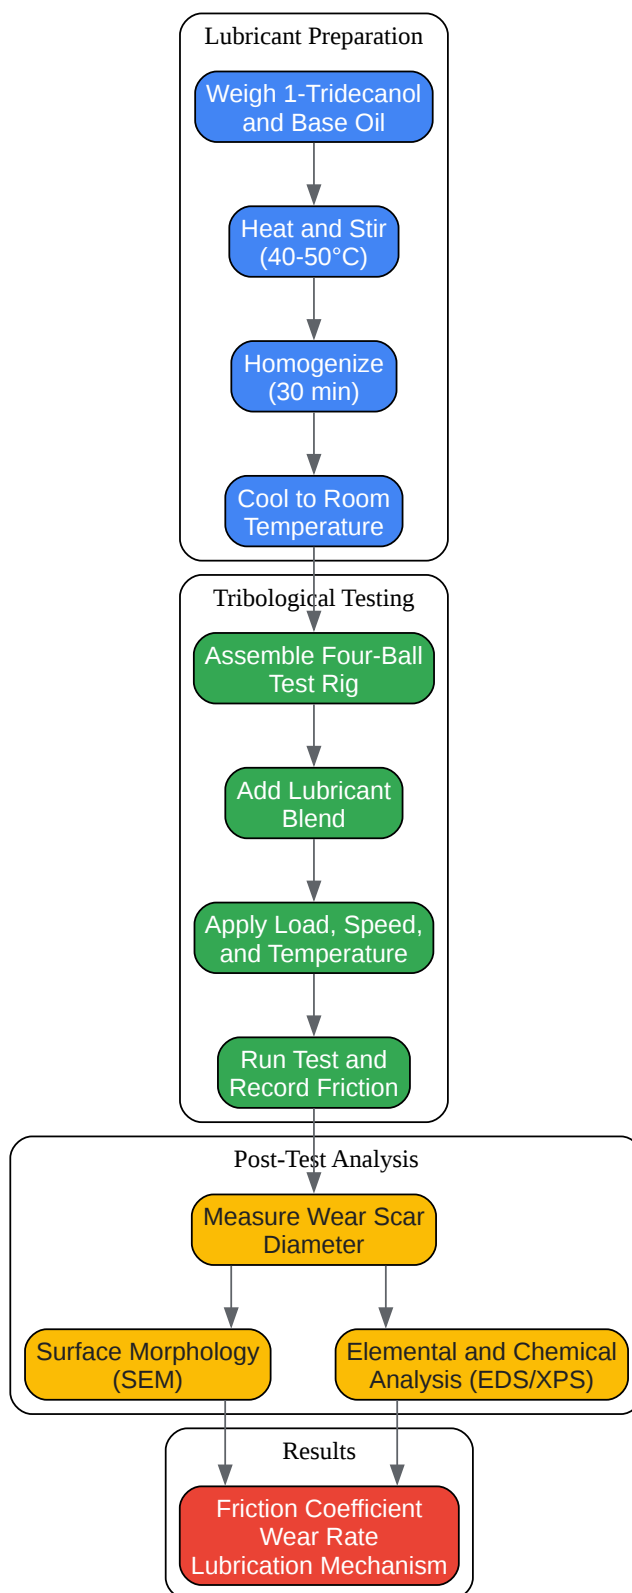 Lubricant Preparation
Weigh 1-Tridecanol
and Base Oil
Heat and Stir
(40-50°C)
Homogenize
(30 min)
Cool to Room
Temperature
Tribological Testing
Assemble Four-Ball
Test Rig
Add Lubricant
Blend
Apply Load, Speed,
and Temperature
Run Test and
Record Friction
Post-Test Analysis
Measure Wear Scar
Diameter
Surface Morphology
(SEM)
Elemental and Chemical
Analysis (EDS/XPS)
Results
Friction Coefficient
Wear Rate
Lubrication Mechanism